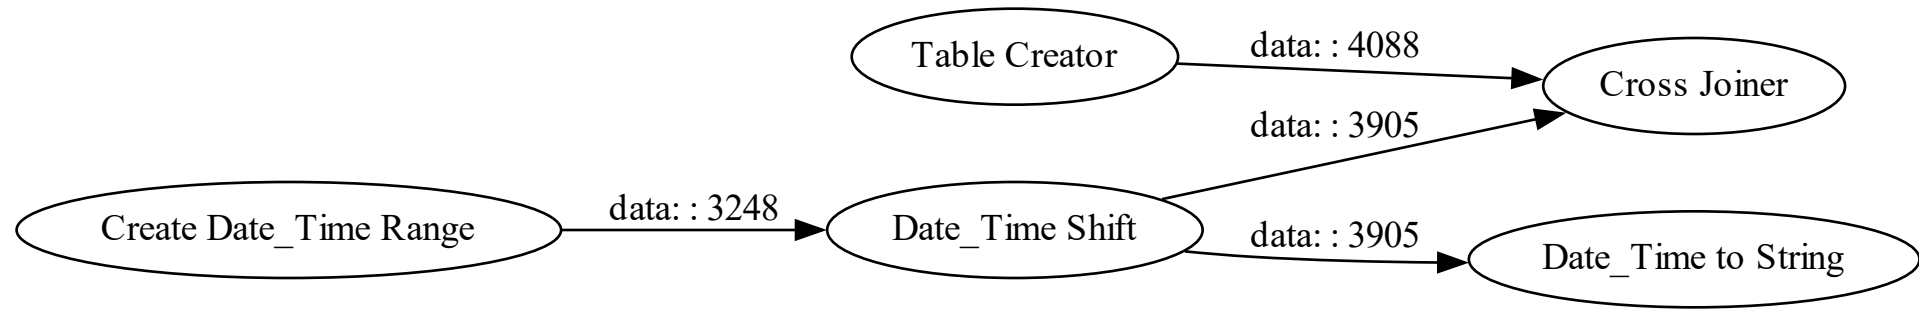 Table Creator
data: : 4088
Cross Joiner
data: : 3905
Create Date_Time Range
data: : 3248
Date_Time Shift
data: : 3905
Date_Time to String